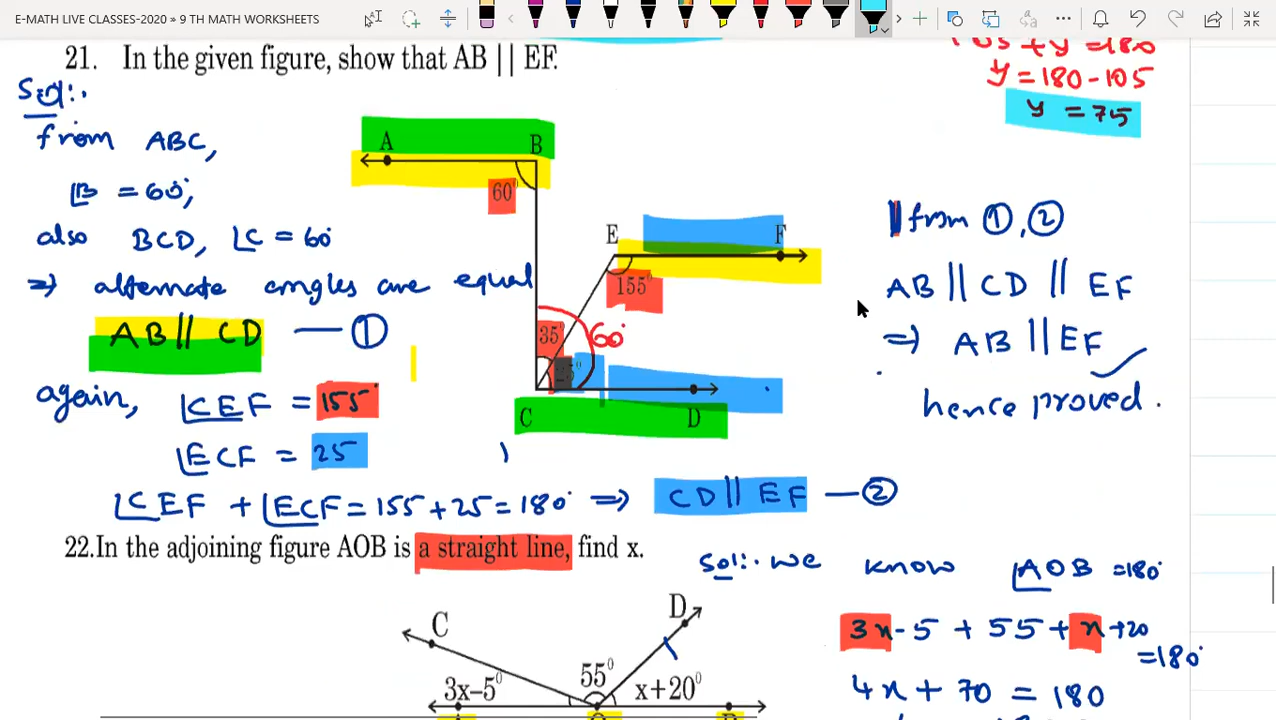 E-MATH LIVE CLASSES-2020 » 9 TH MATH WORKSHEETS
21. In the given figure, show that AB || EF.
Sol:.
from ABC,
∠B = 60°,
also BCD, ∠C = 60°
⇒ alternate angles are equal
AB || CD — ①
again, ∠CEF = 155°
∠ECF = 25
∠CEF + ∠ECF = 155 + 25 = 180° ⇒ CD || EF — ②
A B
60°
E F
155°
35° 60°
C D
y = 180 - 105
y = 75
from ①, ②
AB || CD || EF
⇒ AB || EF
hence proved.
22.In the adjoining figure AOB is a straight line, find x.
Sol:. we know ∠AOB = 180°
3x - 5 + 55 + x + 20
= 180°
4x + 70 = 180
C D
55°
3x–5° x+20°